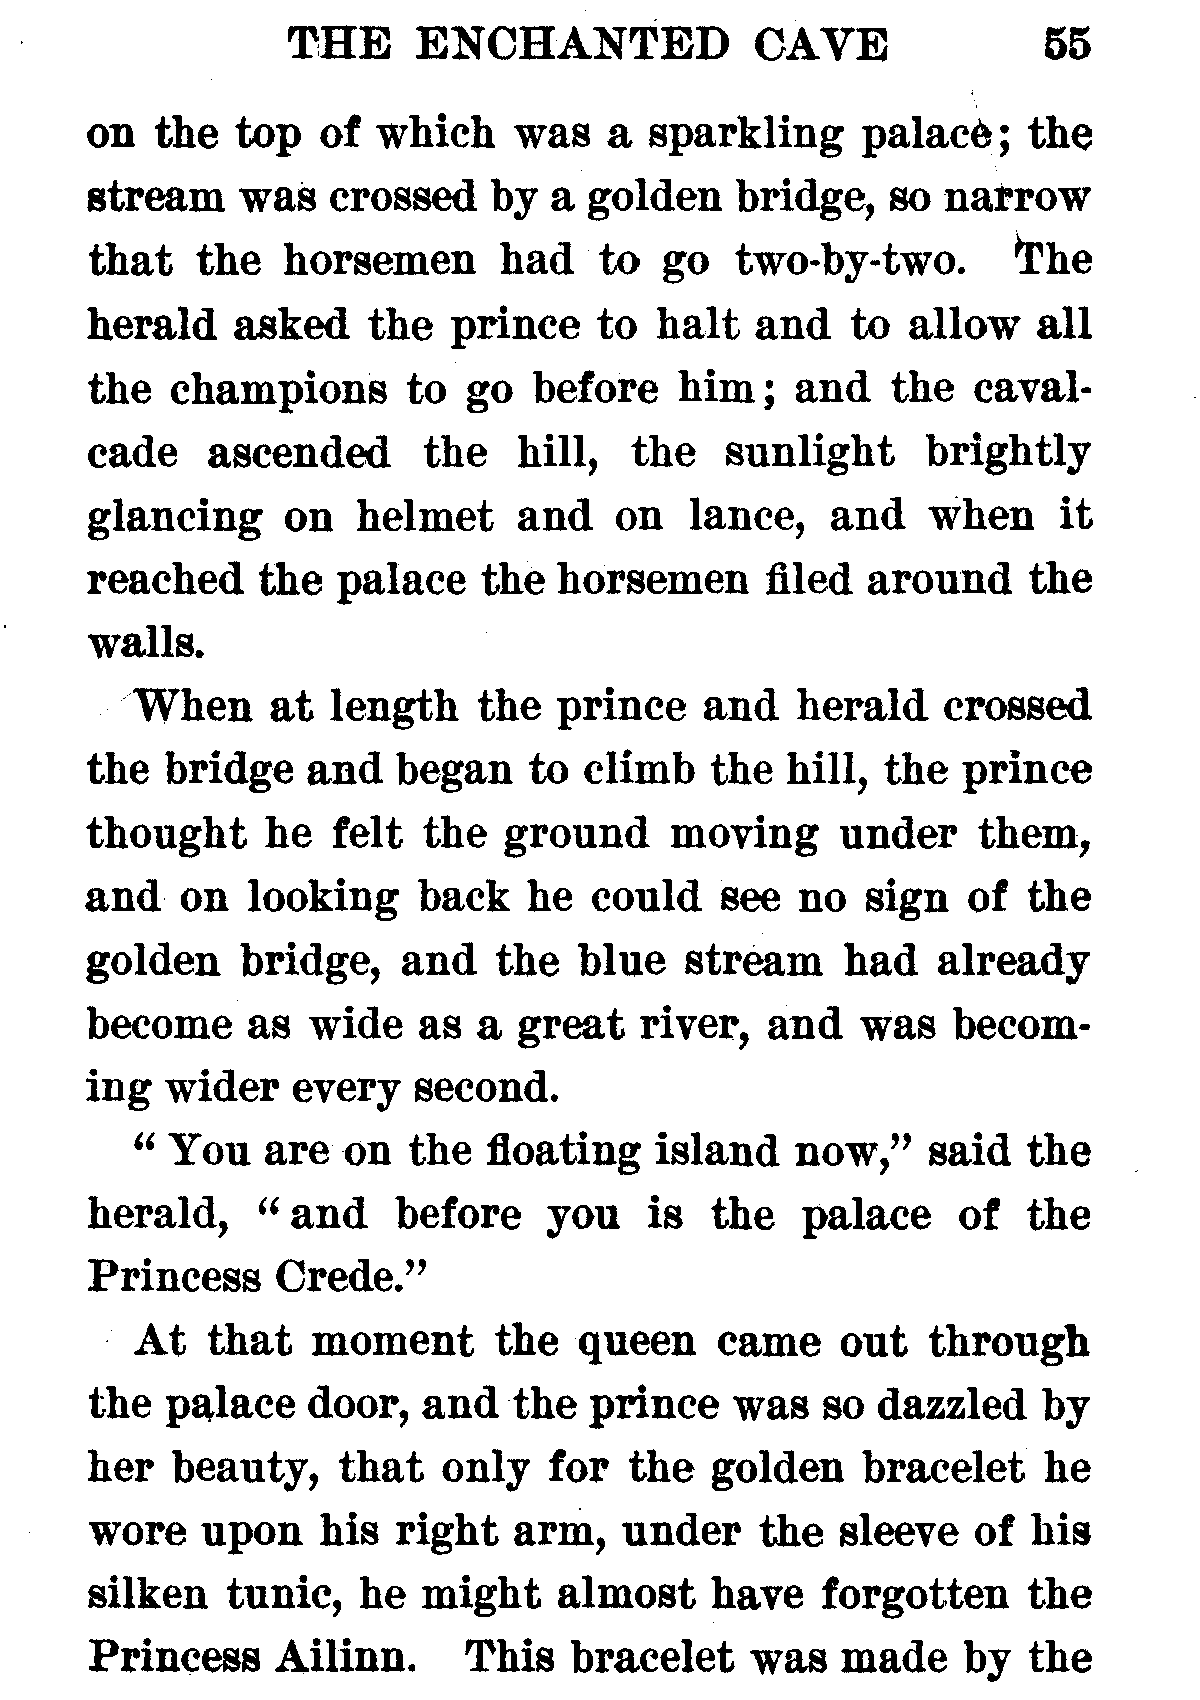 THE ENCHANTED CAVE 55
on the top of which was a sparkling palace; the
stream was crossed by a golden bridge, so narrow
that the horsemen had to go two-by-two. The
herald asked the prince to halt and to allow all
the champions to go before him; and the caval-
cade ascended the hill, the sunlight brightly
glancing on helmet and on lance, and when it
reached the palace the horsemen filed around the
walls.
When at length the prince and herald crossed
the bridge and began to climb the hill, the prince
thought he felt the ground moving under them,
and on looking back he could see no sign of the
golden bridge, and the blue stream had already
become as wide as a great river, and was becom-
ing wider every second.
“ You are on the floating island now,” said the
herald, “ and before you is the palace of the
Princess Crede.”
At that moment the queen came out through
the palace door, and the prince was so dazzled by
her beauty, that only for the golden bracelet he
wore upon his right arm, under the sleeve of his
silken tunic, he might almost have forgotten the
Princess Ailinn. This bracelet was made by the